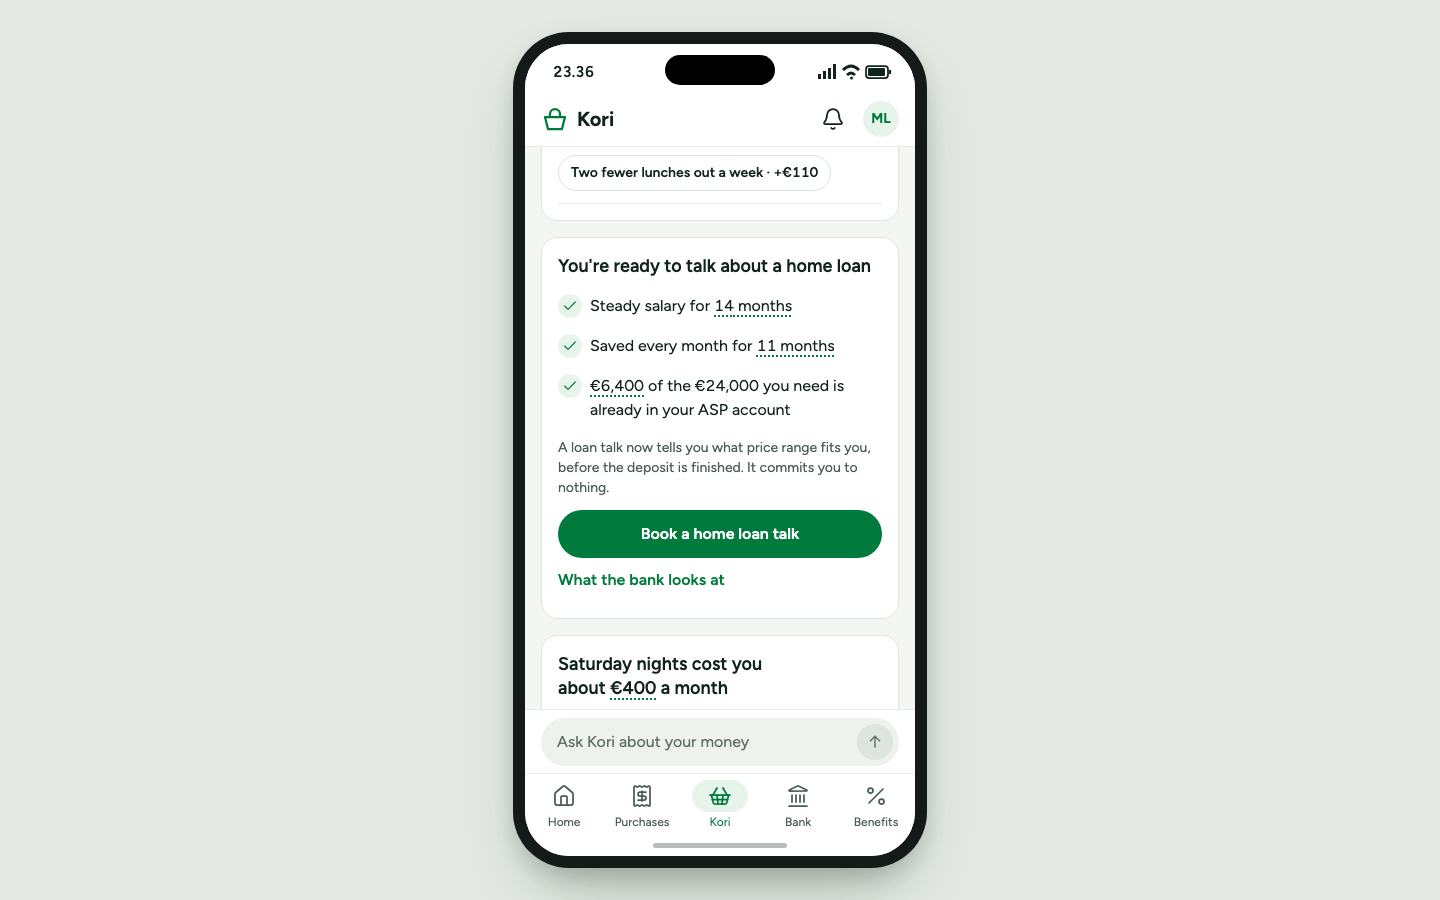 23.36
Kori
ML
Two fewer lunches out a week · +€110
You're ready to talk about a home loan
Steady salary for 14 months
Saved every month for 11 months
€6,400 of the €24,000 you need is
already in your ASP account
A loan talk now tells you what price range fits you,
before the deposit is finished. It commits you to
nothing.
Book a home loan talk
What the bank looks at
Saturday nights cost you
about €400 a month
Ask Kori about your money
Home
Purchases
Kori
Bank
Benefits